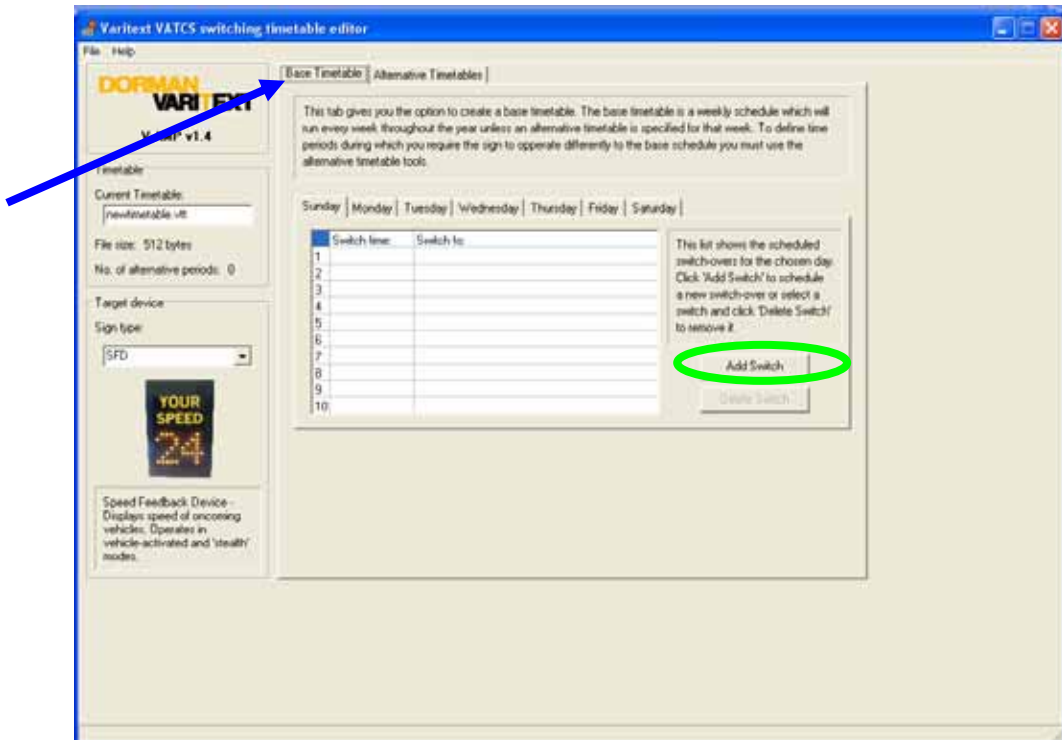 Varitext VATCS switching timetable editor
File Help
DORMAN
VARITEXT
v1.4
Timetable
Current Timetable:
newtimetable.vtt
File size: 512 bytes
No. of alternative periods: 0
Target device
Sign type:
SFD
YOUR
SPEED
24
Speed Feedback Device -
Displays speed of oncoming
vehicles. Operates in
vehicle-activated and 'stealth'
modes.
Base Timetable Alternative Timetables
This tab gives you the option to create a base timetable. The base timetable is a weekly schedule which will
run every week throughout the year unless an alternative timetable is specified for that week. To define time
periods during which you require the sign to opperate differently to the base schedule you must use the
alternative timetable tools.
Sunday Monday Tuesday Wednesday Thursday Friday Saturday
Switch time: Switch to:
1
2
3
4
5
6
7
8
9
10
This list shows the scheduled
switch-overs for the chosen day.
Click 'Add Switch' to schedule
a new switch-over or select a
switch and click 'Delete Switch'
to remove it.
Add Switch
Delete Switch